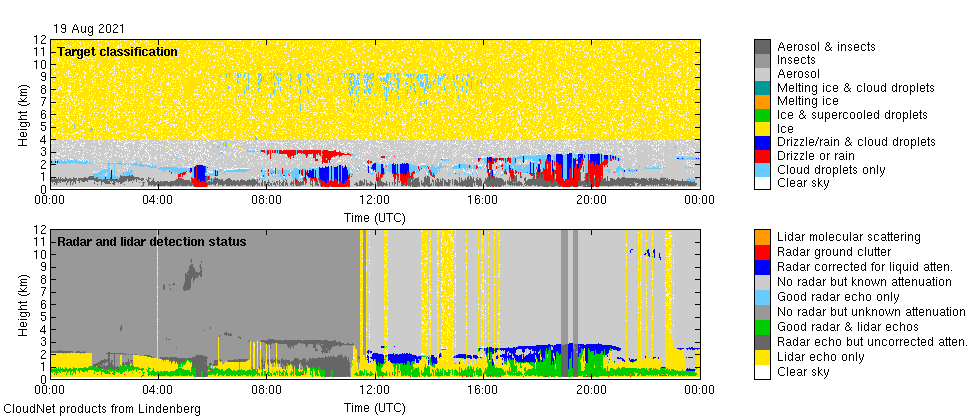 19 Aug 2021
Target classification
Height (km)
12
11
10
9
8
7
6
5
4
3
2
1
0
00:00 04:00 08:00 12:00 16:00 20:00 00:00
Time (UTC)
Aerosol & insects
Insects
Aerosol
Melting ice & cloud droplets
Melting ice
Ice & supercooled droplets
Ice
Drizzle/rain & cloud droplets
Drizzle or rain
Cloud droplets only
Clear sky
Radar and lidar detection status
Height (km)
12
11
10
9
8
7
6
5
4
3
2
1
0
00:00 04:00 08:00 12:00 16:00 20:00 00:00
Time (UTC)
Lidar molecular scattering
Radar ground clutter
Radar corrected for liquid atten.
No radar but known attenuation
Good radar echo only
No radar but unknown attenuation
Good radar & lidar echos
Radar echo but uncorrected atten.
Lidar echo only
Clear sky
CloudNet products from Lindenberg